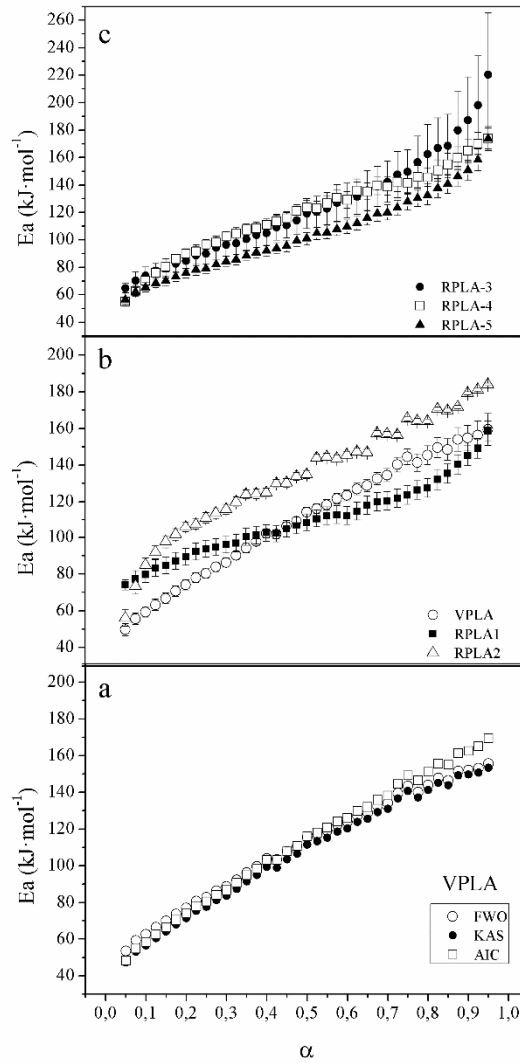 c
260
240
220
200
180
160
140
120
100
80
60
40
Ea (kJ·mol⁻¹)
RPLA-3
RPLA-4
RPLA-5
b
200
180
160
140
120
100
80
60
40
Ea (kJ·mol⁻¹)
VPLA
RPLA1
RPLA2
a
200
180
160
140
120
100
80
60
40
Ea (kJ·mol⁻¹)
VPLA
FWO
KAS
AIC
0,0 0,1 0,2 0,3 0,4 0,5 0,6 0,7 0,8 0,9 1,0
α